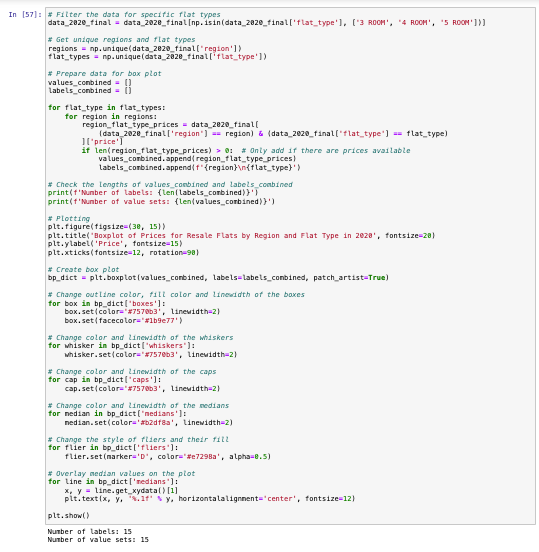 In [57]: # Filter the data for specific flat types
data_2020_final = data_2020_final[np.isin(data_2020_final['flat_type'], ['3 ROOM', '4 ROOM', '5 ROOM'])]
# Get unique regions and flat types
regions = np.unique(data_2020_final['region'])
flat_types = np.unique(data_2020_final['flat_type'])
# Prepare data for box plot
values_combined = []
labels_combined = []
for flat_type in flat_types:
for region in regions:
region_flat_type_prices = data_2020_final[
(data_2020_final['region'] == region) & (data_2020_final['flat_type'] == flat_type)
]['price']
if len(region_flat_type_prices) > 0: # Only add if there are prices available
values_combined.append(region_flat_type_prices)
labels_combined.append(f'{region}\n{flat_type}')
# Check the lengths of values_combined and labels_combined
print(f'Number of labels: {len(labels_combined)}')
print(f'Number of value sets: {len(values_combined)}')
# Plotting
plt.figure(figsize=(30, 15))
plt.title('Boxplot of Prices for Resale Flats by Region and Flat Type in 2020', fontsize=20)
plt.ylabel('Price', fontsize=15)
plt.xticks(fontsize=12, rotation=90)
# Create box plot
bp_dict = plt.boxplot(values_combined, labels=labels_combined, patch_artist=True)
# Change outline color, fill color and linewidth of the boxes
for box in bp_dict['boxes']:
box.set(color='#7570b3', linewidth=2)
box.set(facecolor='#1b9e77')
# Change color and linewidth of the whiskers
for whisker in bp_dict['whiskers']:
whisker.set(color='#7570b3', linewidth=2)
# Change color and linewidth of the caps
for cap in bp_dict['caps']:
cap.set(color='#7570b3', linewidth=2)
# Change color and linewidth of the medians
for median in bp_dict['medians']:
median.set(color='#b2df8a', linewidth=2)
# Change the style of fliers and their fill
for flier in bp_dict['fliers']:
flier.set(marker='D', color='#e7298a', alpha=0.5)
# Overlay median values on the plot
for line in bp_dict['medians']:
x, y = line.get_xydata()[1]
plt.text(x, y, '%.1f' % y, horizontalalignment='center', fontsize=12)
plt.show()
Number of labels: 15
Number of value sets: 15